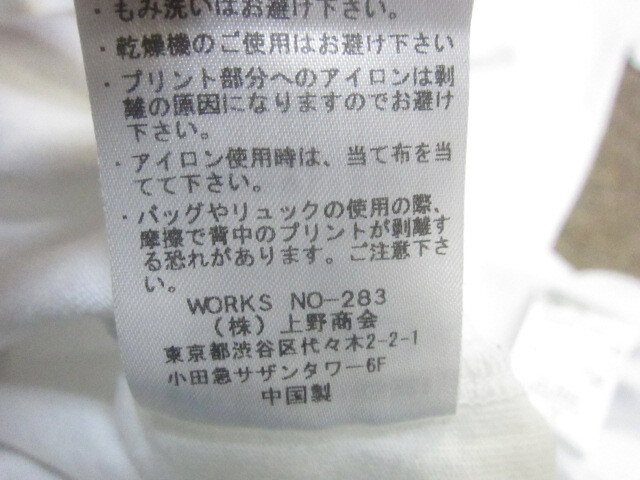 ・もみ洗いはお避け下さい。
・乾燥機のご使用はお避け下さい
・プリント部分へのアイロンは剥
離の原因になりますのでお避け
下さい。
・アイロン使用時は、当て布を当
てて下さい。
・バッグやリュックの使用の際、
摩擦で背中のプリントが剥離す
る恐れがあります。ご注意下さ
い。
WORKS NO-283
(株)上野商会
東京都渋谷区代々木2-2-1
小田急サザンタワー6F
中国製